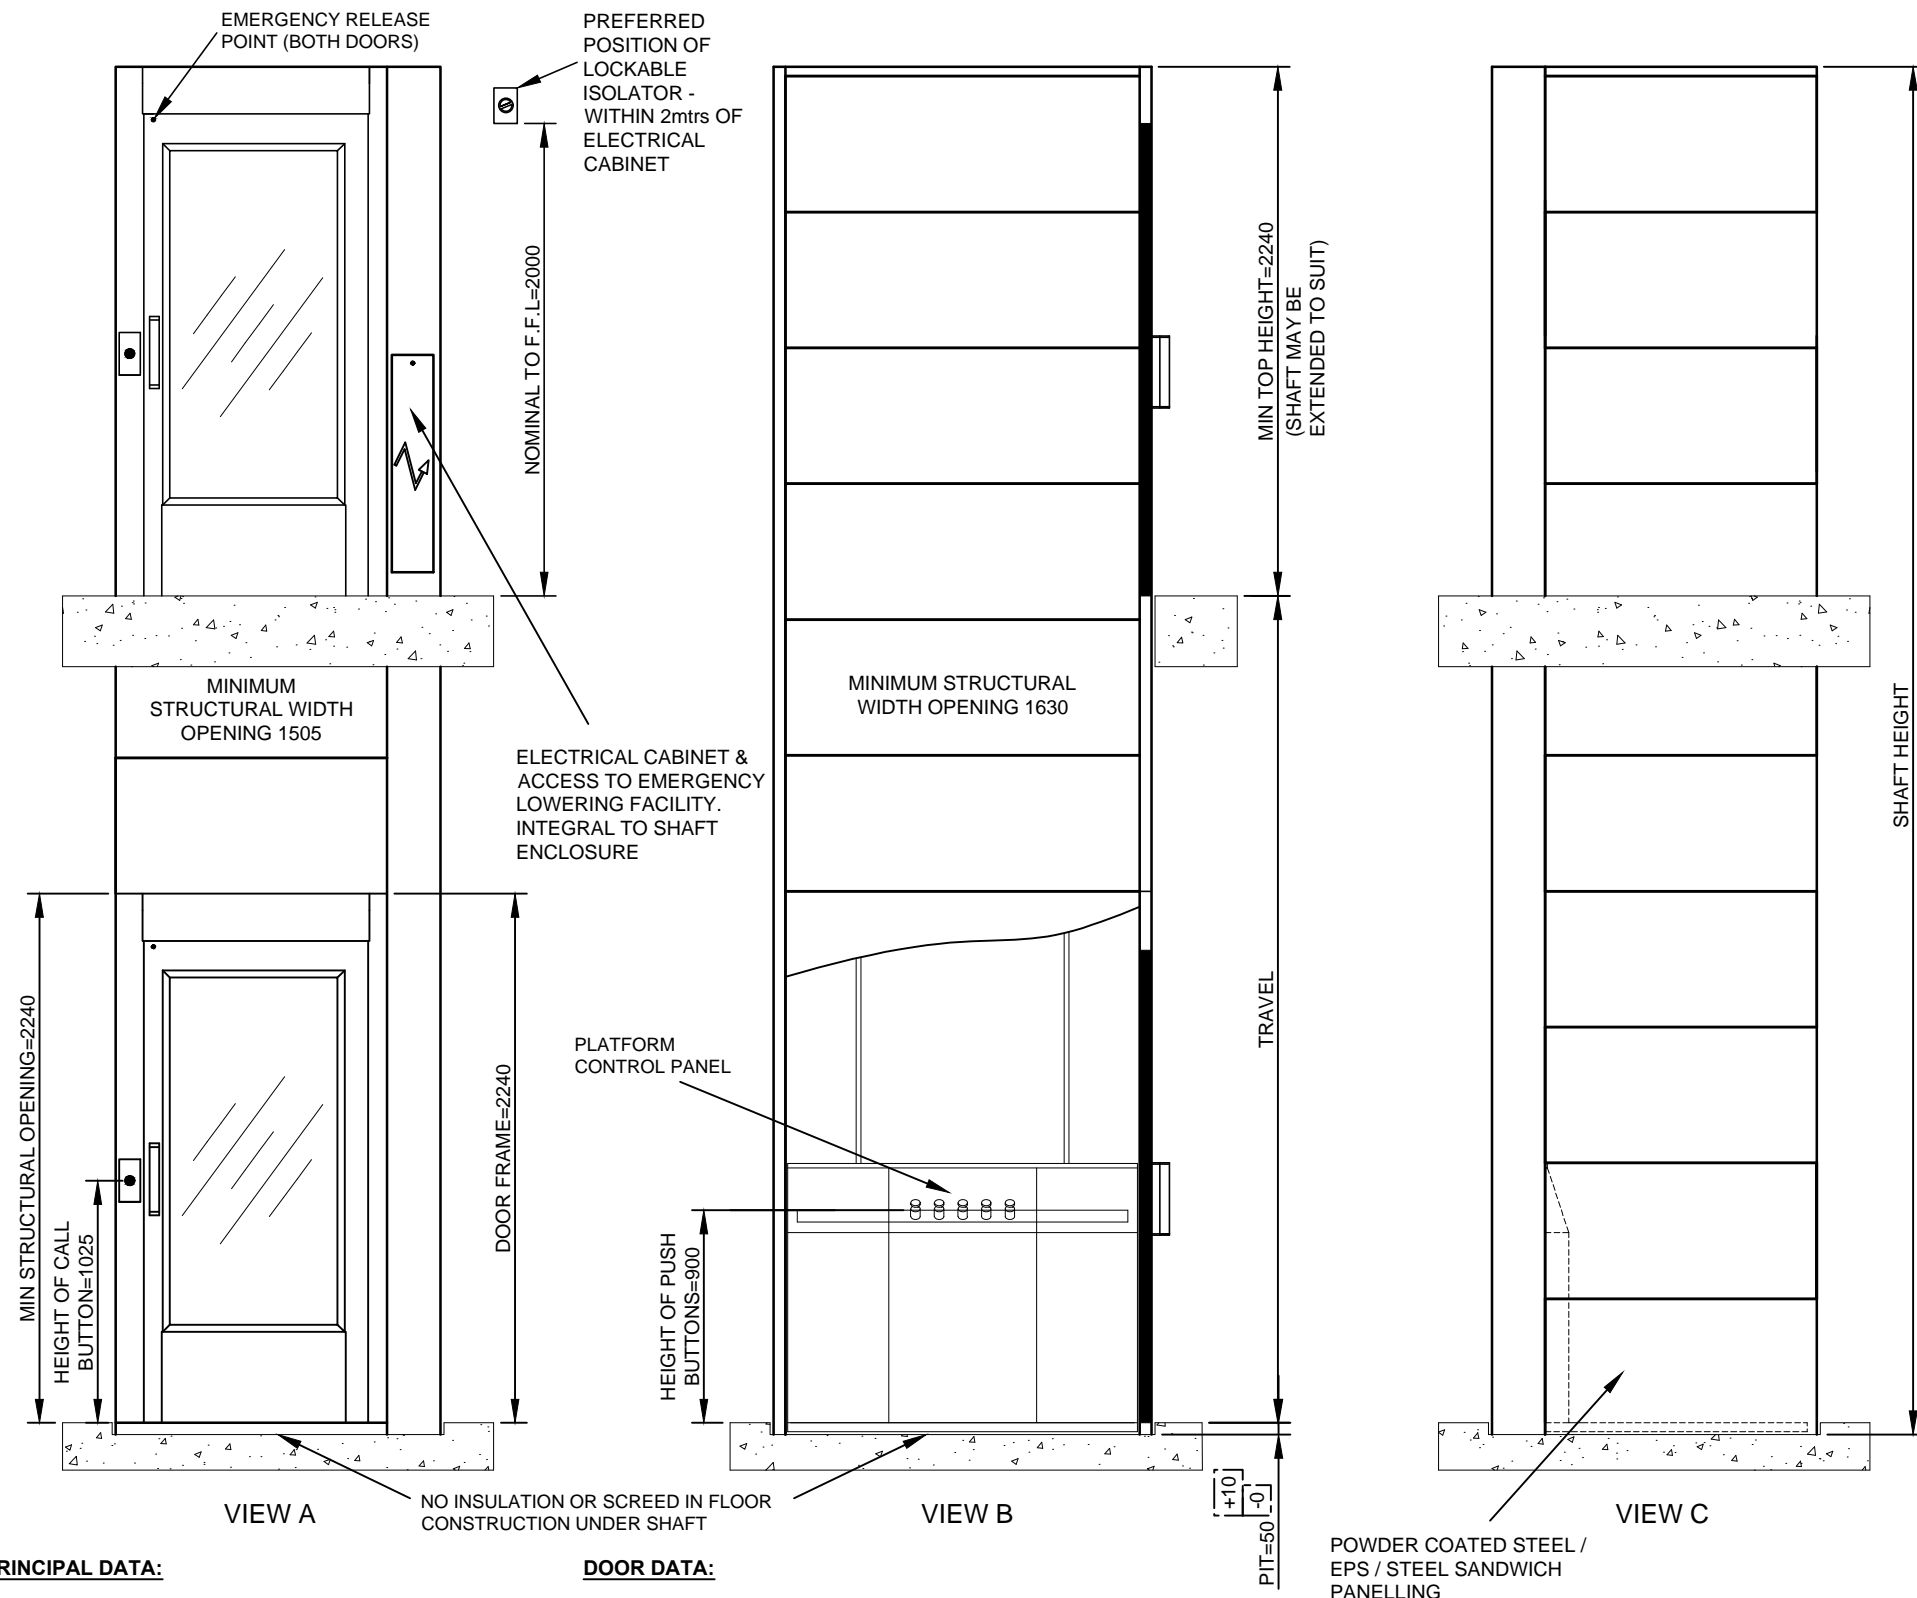 EMERGENCY RELEASE
POINT (BOTH DOORS)
PREFERRED
POSITION OF
LOCKABLE
ISOLATOR -
WITHIN 2mtrs OF
ELECTRICAL
CABINET
NOMINAL TO F.F.L=2000
MIN TOP HEIGHT=2240
(SHAFT MAY BE
EXTENDED TO SUIT)
MINIMUM
STRUCTURAL WIDTH
OPENING 1505
MINIMUM STRUCTURAL
WIDTH OPENING 1630
SHAFT HEIGHT
ELECTRICAL CABINET &
ACCESS TO EMERGENCY
LOWERING FACILITY.
INTEGRAL TO SHAFT
ENCLOSURE
MIN STRUCTURAL OPENING=2240
HEIGHT OF CALL
BUTTON=1025
DOOR FRAME=2240
PLATFORM
CONTROL PANEL
HEIGHT OF PUSH
BUTTONS=900
TRAVEL
VIEW A
NO INSULATION OR SCREED IN FLOOR
CONSTRUCTION UNDER SHAFT
VIEW B
PIT=50
+10
-0
VIEW C
POWDER COATED STEEL /
EPS / STEEL SANDWICH
PANELLING
RINCIPAL DATA:
DOOR DATA: